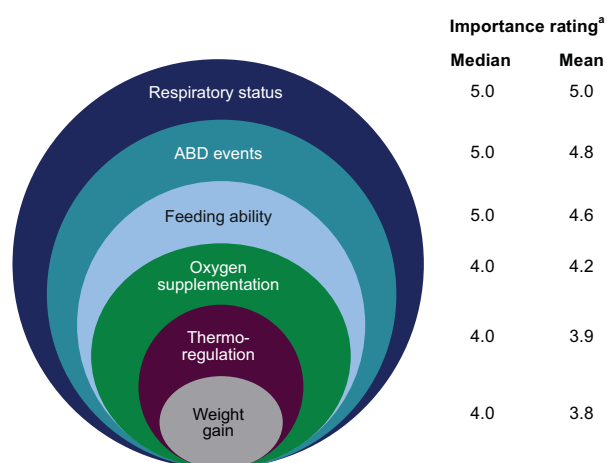 Importance ratingᵃ
Median Mean
Respiratory status 5.0 5.0
ABD events 5.0 4.8
Feeding ability 5.0 4.6
Oxygen
supplementation 4.0 4.2
Thermo-
regulation 4.0 3.9
Weight
gain 4.0 3.8